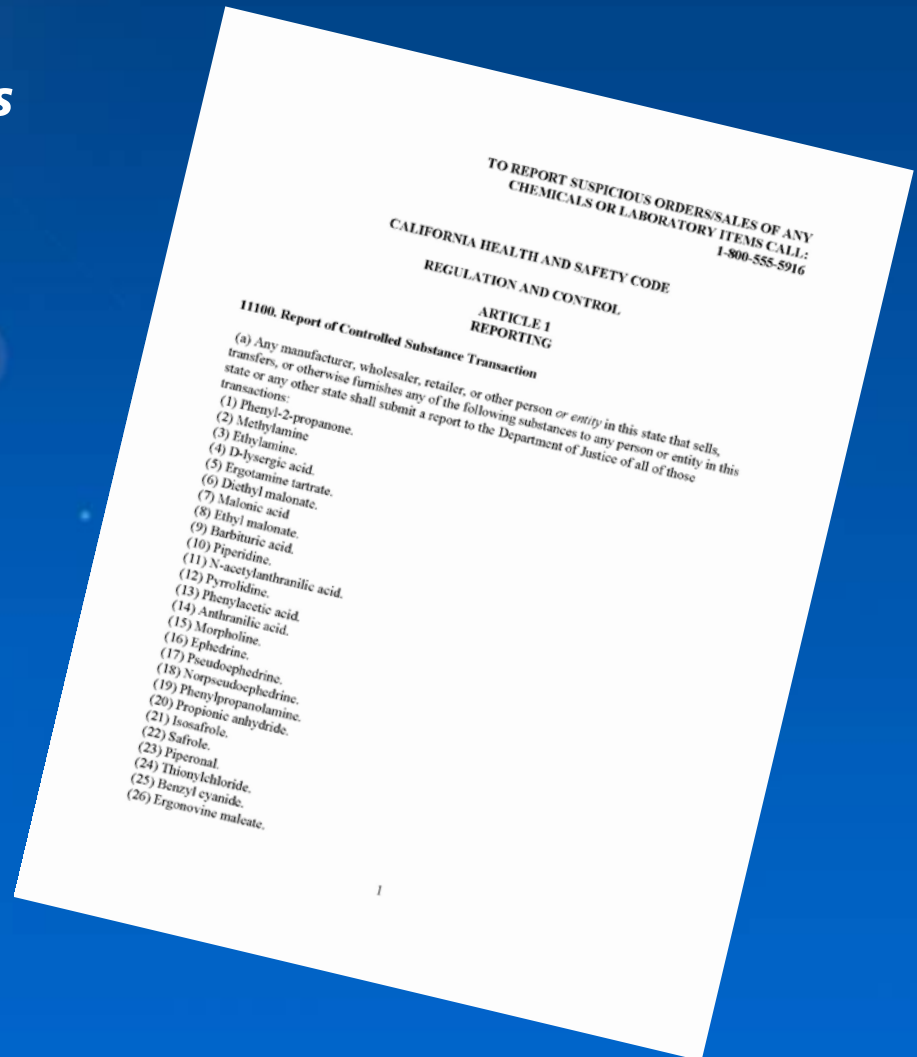 s
TO REPORT SUSPICIOUS ORDERS/SALES OF ANY
CHEMICALS OR LABORATORY ITEMS CALL:
1-800-555-5916
CALIFORNIA HEALTH AND SAFETY CODE
REGULATION AND CONTROL
ARTICLE 1
REPORTING
11100. Report of Controlled Substance Transaction
(a) Any manufacturer, wholesaler, retailer, or other person or entity in this state that sells,
transfers, or otherwise furnishes any of the following substances to any person or entity in this
state or any other state shall submit a report to the Department of Justice of all of those
transactions:
(1) Phenyl-2-propanone.
(2) Methylamine
(3) Ethylamine.
(4) D-lysergic acid.
(5) Ergotamine tartrate.
(6) Diethyl malonate.
(7) Malonic acid
(8) Ethyl malonate.
(9) Barbituric acid.
(10) Piperidine.
(11) N-acetylanthranilic acid.
(12) Pyrrolidine.
(13) Phenylacetic acid.
(14) Anthranilic acid.
(15) Morpholine.
(16) Ephedrine.
(17) Pseudoephedrine.
(18) Norpseudoephedrine.
(19) Phenylpropanolamine.
(20) Propionic anhydride.
(21) Isosafrole.
(22) Safrole.
(23) Piperonal.
(24) Thionylchloride.
(25) Benzyl cyanide.
(26) Ergonovine maleate.
1